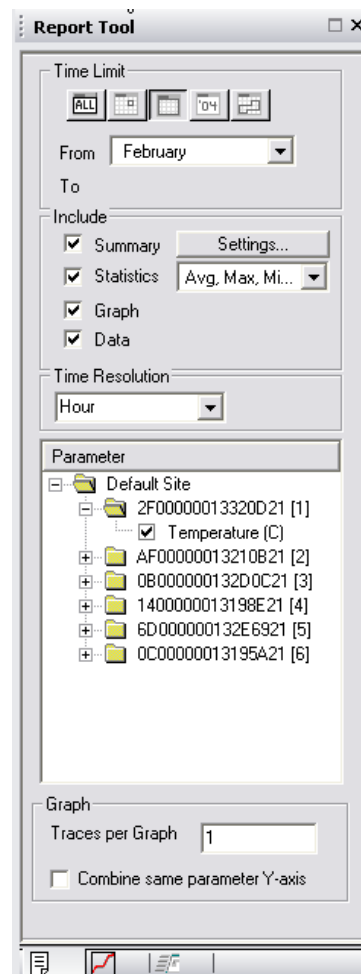 Report Tool
Time Limit
ALL
'04
From February
To
Include
Summary Settings...
Statistics Avg, Max, Mi...
Graph
Data
Time Resolution
Hour
Parameter
Default Site
2F00000013320D21 [1]
Temperature (C)
AF00000013210B21 [2]
0B000000132D0C21 [3]
1400000013198E21 [4]
6D000000132E6921 [5]
0C00000013195A21 [6]
Graph
Traces per Graph 1
Combine same parameter Y-axis